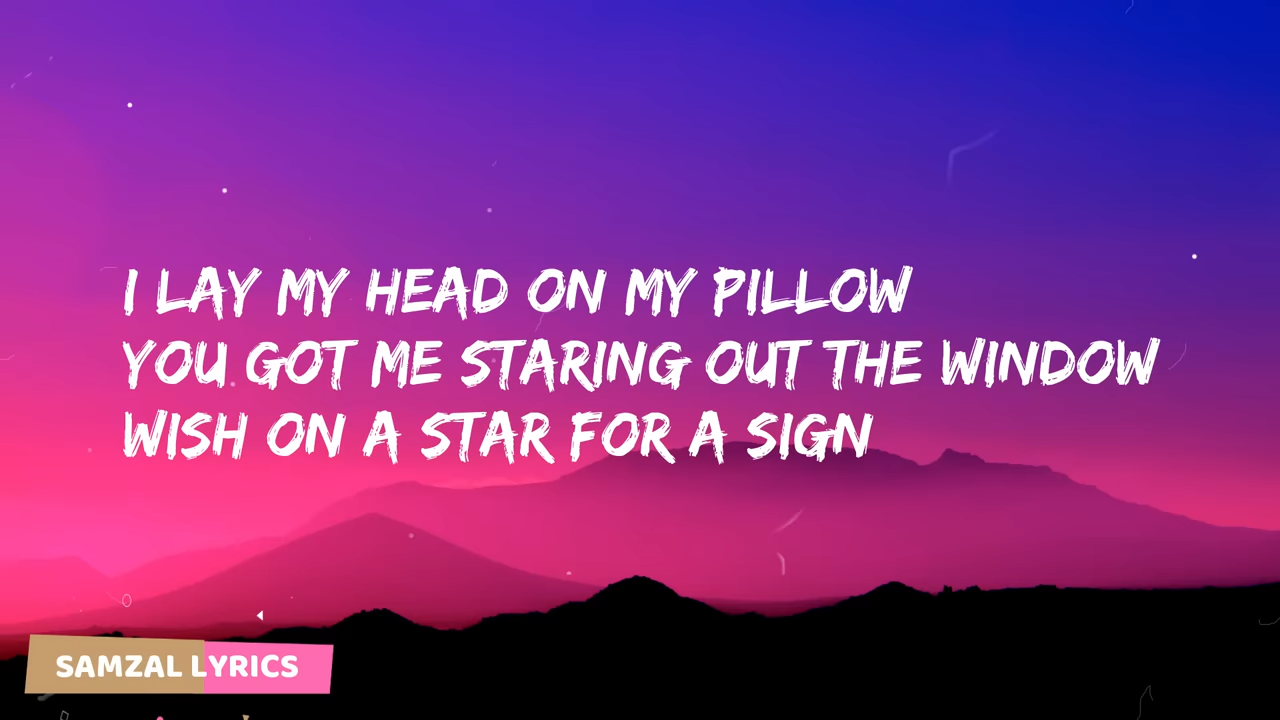 I LAY MY HEAD ON MY PILLOW
YOU GOT ME STARING OUT THE WINDOW
WISH ON A STAR FOR A SIGN
SAMZAL LYRICS